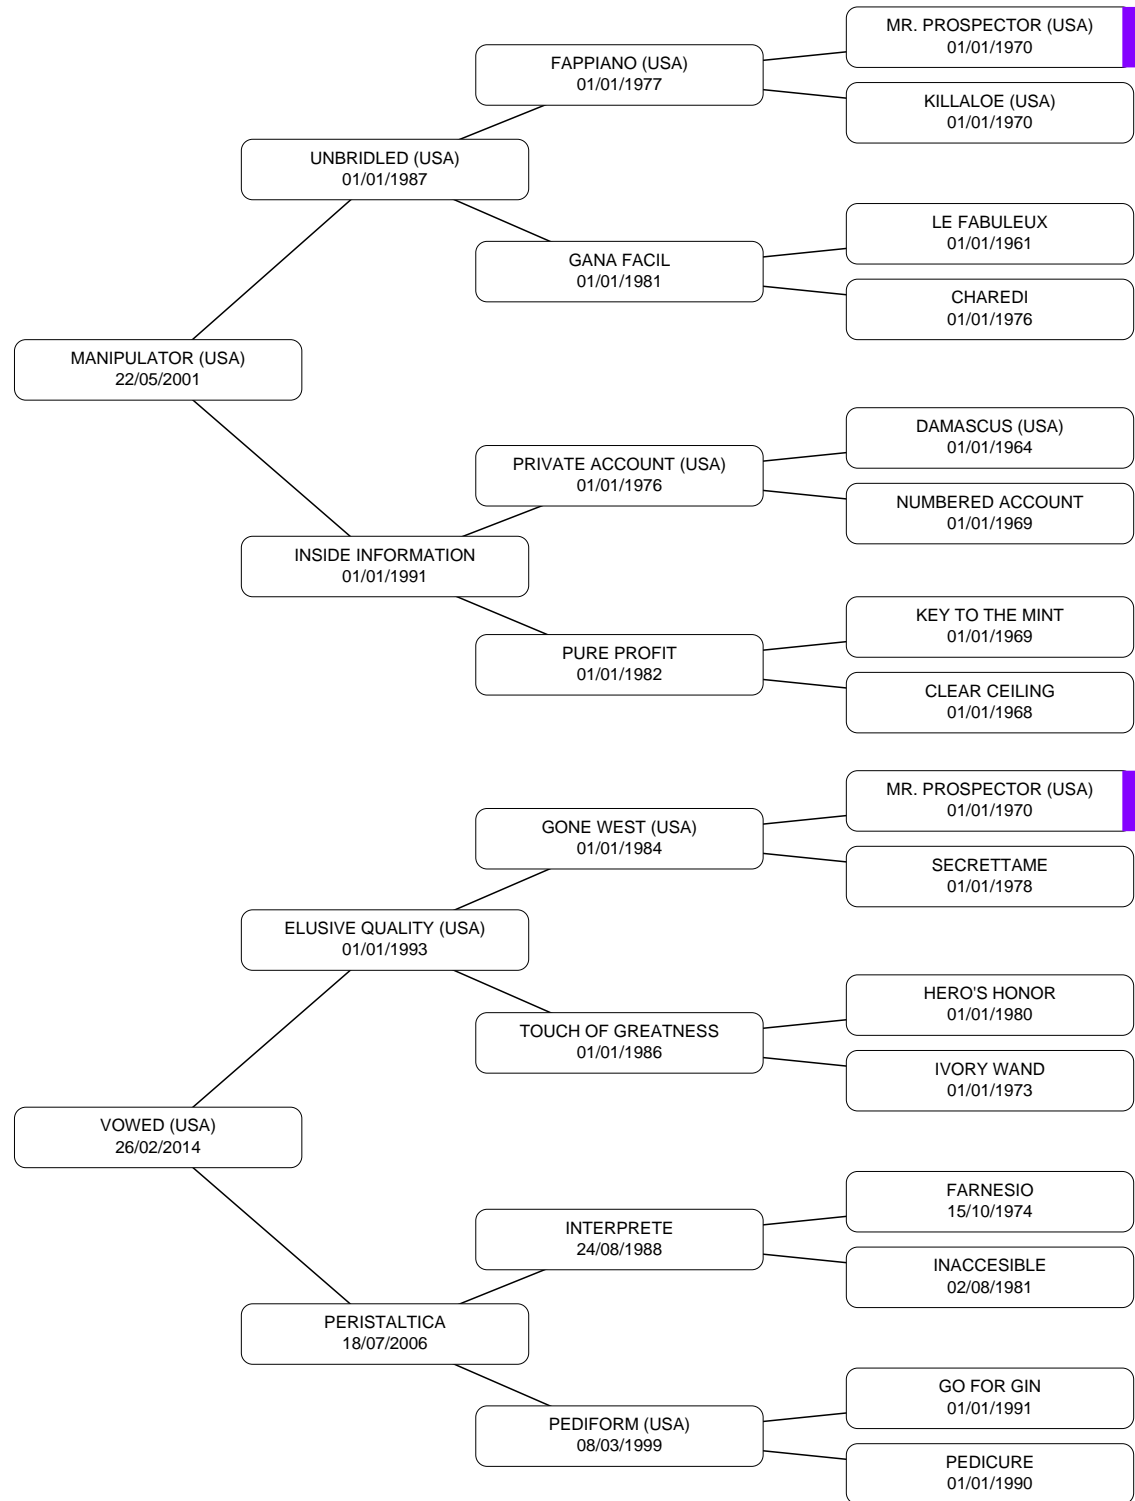 MR. PROSPECTOR (USA)
01/01/1970
FAPPIANO (USA)
01/01/1977
KILLALOE (USA)
01/01/1970
UNBRIDLED (USA)
01/01/1987
LE FABULEUX
01/01/1961
GANA FACIL
01/01/1981
CHAREDI
01/01/1976
MANIPULATOR (USA)
22/05/2001
DAMASCUS (USA)
01/01/1964
PRIVATE ACCOUNT (USA)
01/01/1976
NUMBERED ACCOUNT
01/01/1969
INSIDE INFORMATION
01/01/1991
KEY TO THE MINT
01/01/1969
PURE PROFIT
01/01/1982
CLEAR CEILING
01/01/1968
MR. PROSPECTOR (USA)
01/01/1970
GONE WEST (USA)
01/01/1984
SECRETTAME
01/01/1978
ELUSIVE QUALITY (USA)
01/01/1993
HERO'S HONOR
01/01/1980
TOUCH OF GREATNESS
01/01/1986
IVORY WAND
01/01/1973
VOWED (USA)
26/02/2014
FARNESIO
15/10/1974
INTERPRETE
24/08/1988
INACCESIBLE
02/08/1981
PERISTALTICA
18/07/2006
GO FOR GIN
01/01/1991
PEDIFORM (USA)
08/03/1999
PEDICURE
01/01/1990